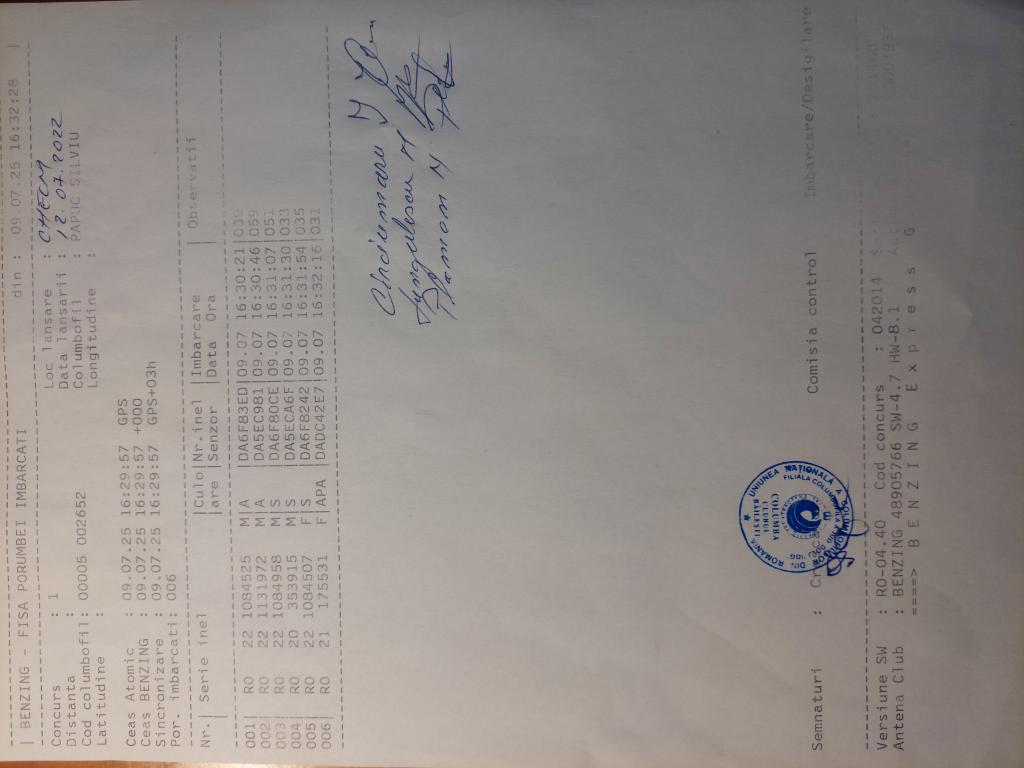 | BENZING - FISA PORUMBEI IMBARCATI din : 09.07.25 16:32:28 |
Concurs : 1 Loc lansare : CHELM
Distanta : Data lansarii : 12.07.2022
Cod columbofil: 00005 002652 Columbofil : PAPUC SILVIU
Latitudine : Longitudine :
Ceas Atomic : 09.07.25 16:29:57 GPS
Ceas BENZING : 09.07.25 16:29:57 +000
Sincronizare : 09.07.25 16:29:57 GPS+03h
Por. imbarcati: 006
Nr.| Serie inel |Culo|Nr.inel |Imbarcare | Observatii
|are |Senzor |Data Ora |
001| RO 22 1084525 M|A |DA6F83ED|09.07 16:30:21|039
002| RO 22 1131972 M|A |DA5EC981|09.07 16:30:46|059
003| RO 22 1084958 M|S |DA6F80CE|09.07 16:31:07|051
004| RO 20 353915 M|S |DA5ECA6F|09.07 16:31:30|033
005| RO 22 1084507 F|S |DA6F8242|09.07 16:31:54|035
006| RO 21 175531 F|APA |DADC42E7|09.07 16:32:16|031
Semnaturi : Comisia control Imbarcare/Desigilare
UNIUNEA NATIONALA A
FILIALA
COLUMBA
CLUBUL
BAILESTI
DIN ROMANIA
Versiune SW : RO-04.40 Cod concurs : 042014
Antena Club : BENZING 48905766 SW-4.7 HW-8.1
====> B E N Z I N G E x p r e s s G